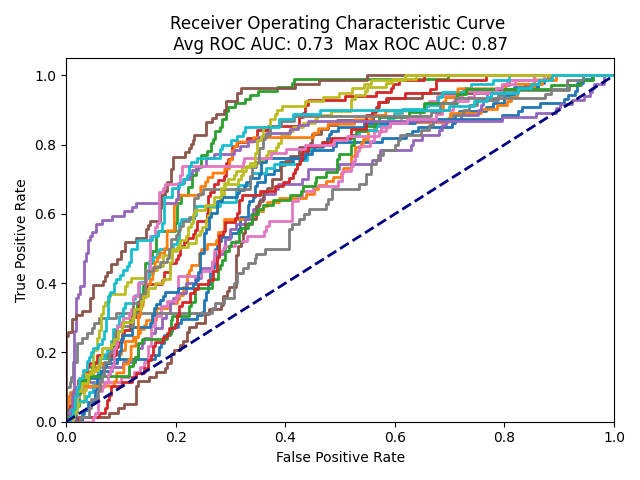 Receiver Operating Characteristic Curve
Avg ROC AUC: 0.73  Max ROC AUC: 0.87
True Positive Rate
1.0
0.8
0.6
0.4
0.2
0.0
0.0 0.2 0.4 0.6 0.8 1.0
False Positive Rate